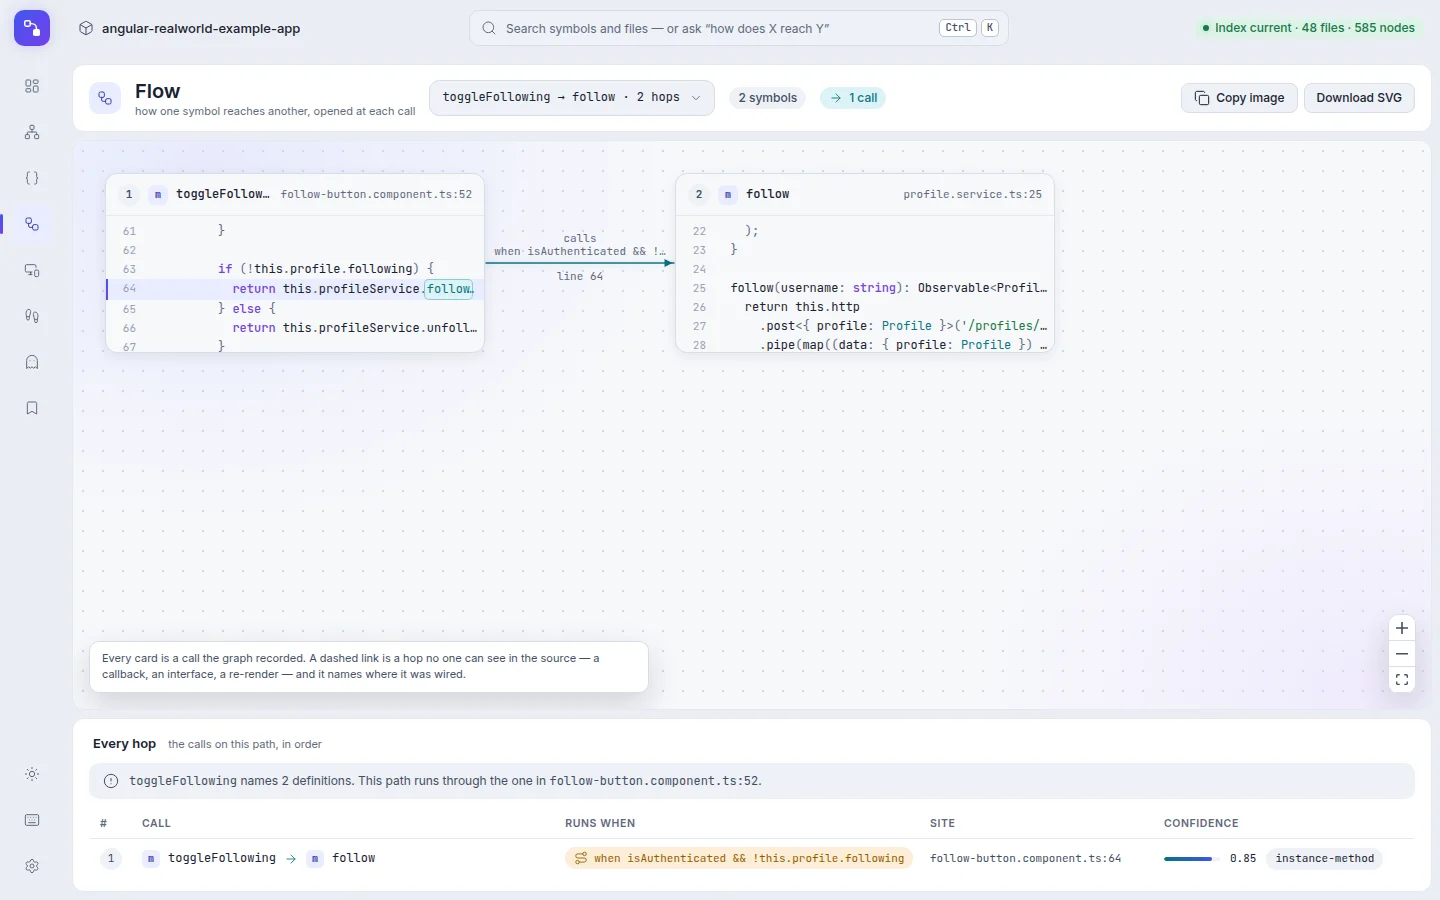 angular-realworld-example-app
Search symbols and files — or ask “how does X reach Y”
Ctrl K
Index current · 48 files · 585 nodes
Flow
how one symbol reaches another, opened at each call
toggleFollowing → follow · 2 hops
2 symbols
→ 1 call
Copy image
Download SVG
1 m toggleFollow… follow-button.component.ts:52
61 }
62
63 if (!this.profile.following) {
64 return this.profileService.follow…
65 } else {
66 return this.profileService.unfoll…
67 }
calls
when isAuthenticated && !…
line 64
2 m follow profile.service.ts:25
22 );
23 }
24
25 follow(username: string): Observable<Profil…
26 return this.http
27 .post<{ profile: Profile }>('/profiles/…
28 .pipe(map((data: { profile: Profile }) …
Every card is a call the graph recorded. A dashed link is a hop no one can see in the source — a
callback, an interface, a re-render — and it names where it was wired.
Every hop the calls on this path, in order
toggleFollowing names 2 definitions. This path runs through the one in follow-button.component.ts:52.
# CALL RUNS WHEN SITE CONFIDENCE
1 m toggleFollowing → m follow when isAuthenticated && !this.profile.following follow-button.component.ts:64 0.85 instance-method